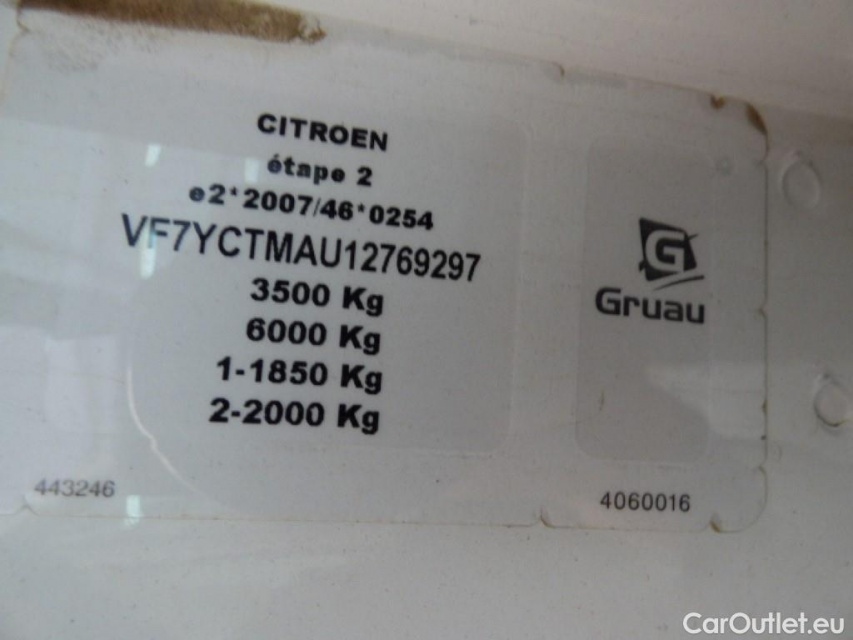 CITROEN
étape 2
e2*2007/46*0254
VF7YCTMAU12769297
3500 Kg
6000 Kg
1-1850 Kg
2-2000 Kg
G
Gruau
443246
4060016
CarOutlet.eu